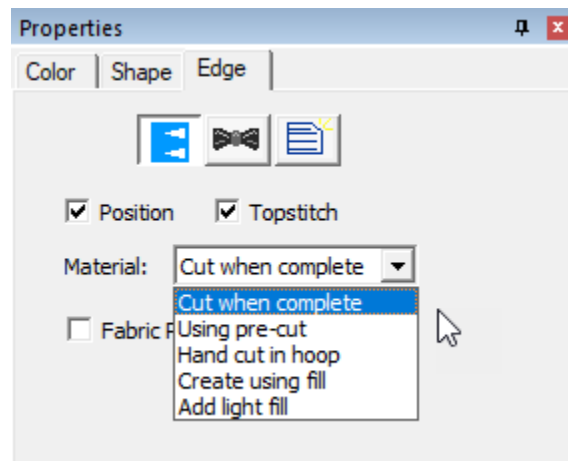 Properties
Color Shape Edge
Position Topstitch
Material: Cut when complete
Cut when complete
Fabric Using pre-cut
Hand cut in hoop
Create using fill
Add light fill